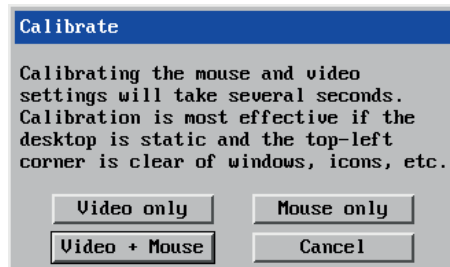 Calibrate
Calibrating the mouse and video
settings will take several seconds.
Calibration is most effective if the
desktop is static and the top-left
corner is clear of windows, icons, etc.
Video only
Mouse only
Video + Mouse
Cancel